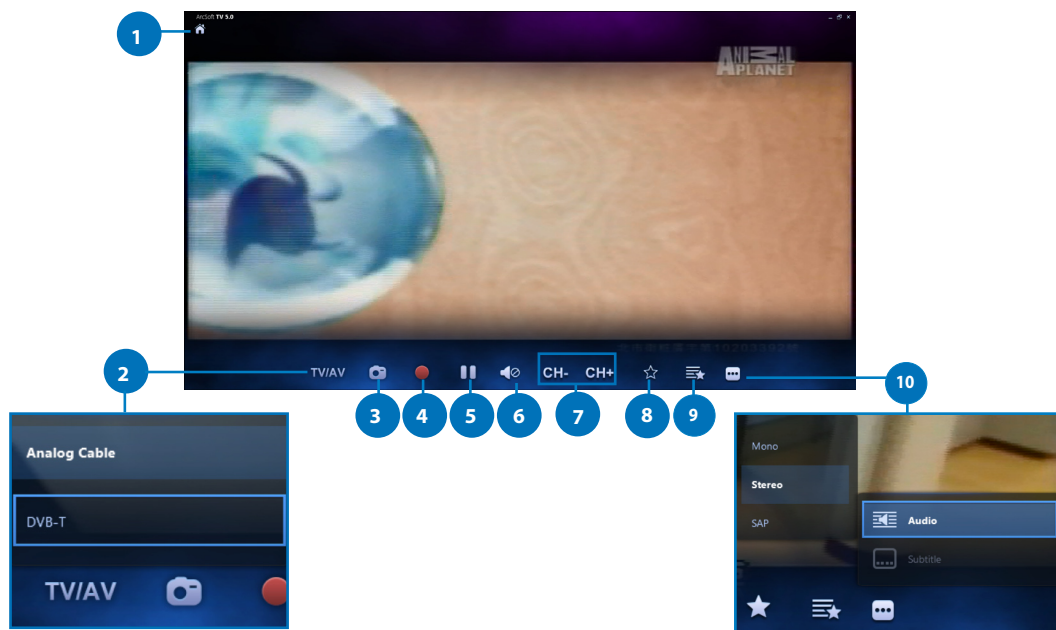 ArcSoft TV 5.0
1
ANIMAL
PLANET
2
TV/AV
CH- CH+
10
3
4
5
6
7
8
9
Analog Cable
DVB-T
TV/AV
Mono
Stereo
SAP
Audio
Subtitle